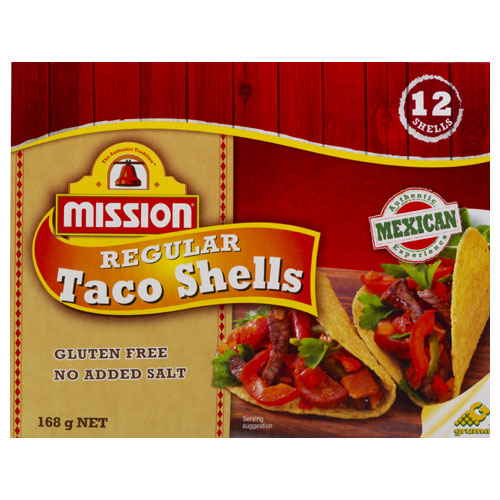 12
SHELLS
The Authentic Tradition
MISSION®
REGULAR
Taco Shells
Authentic
MEXICAN
Experience
GLUTEN FREE
NO ADDED SALT
168 g NET
Serving
suggestion